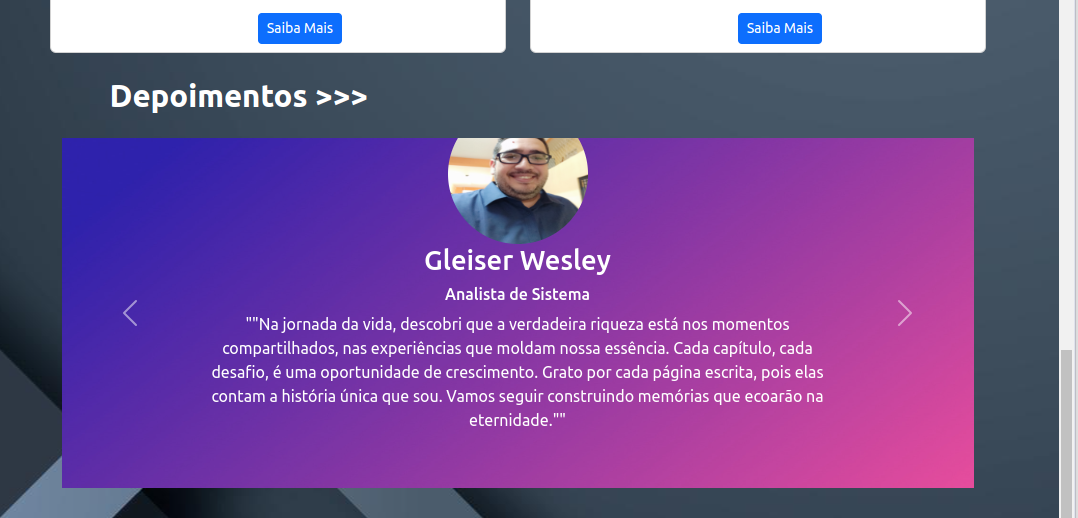 Saiba Mais
Saiba Mais
Depoimentos >>>
Gleiser Wesley
Analista de Sistema
""Na jornada da vida, descobri que a verdadeira riqueza está nos momentos
compartilhados, nas experiências que moldam nossa essência. Cada capítulo, cada
desafio, é uma oportunidade de crescimento. Grato por cada página escrita, pois elas
contam a história única que sou. Vamos seguir construindo memórias que ecoarão na
eternidade.""